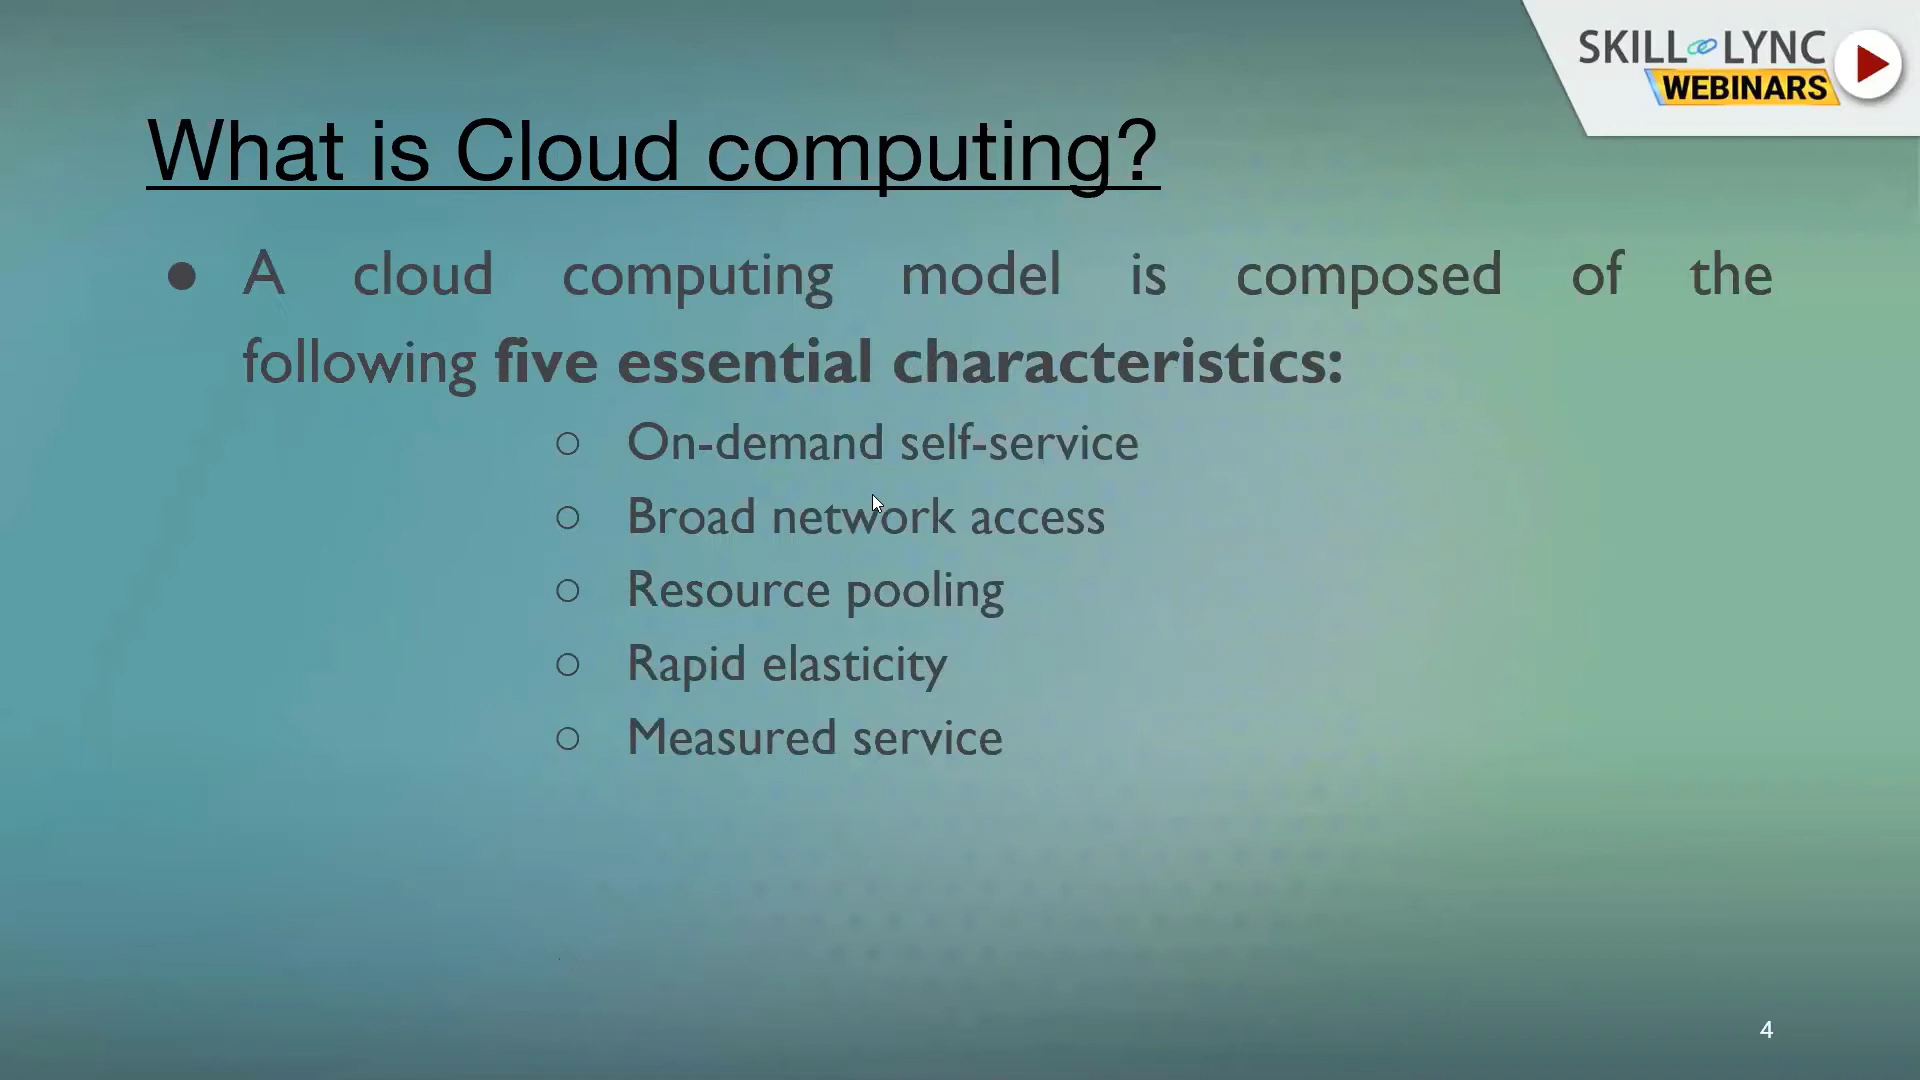 SKILL LYNC
WEBINARS
What is Cloud computing?
● A cloud computing model is composed of the
following five essential characteristics:
○ On-demand self-service
○ Broad network access
○ Resource pooling
○ Rapid elasticity
○ Measured service
4